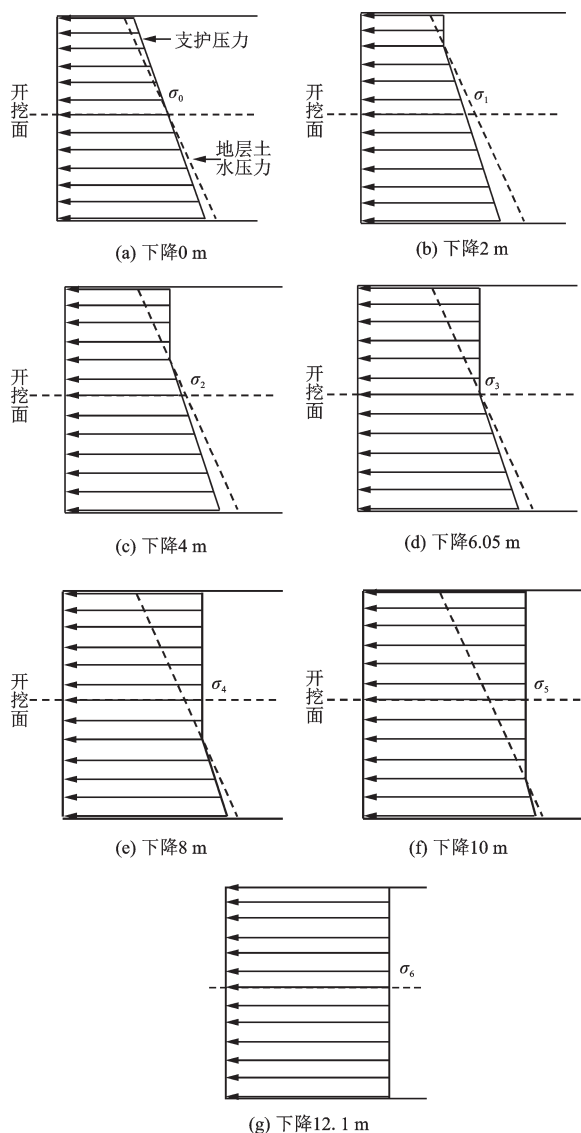 支护压力
σ0
开挖面
地层土
水压力
(a) 下降0 m
σ1
开挖面
(b) 下降2 m
σ2
开挖面
(c) 下降4 m
σ3
开挖面
(d) 下降6.05 m
σ4
开挖面
(e) 下降8 m
σ5
开挖面
(f) 下降10 m
σ6
(g) 下降12. 1 m